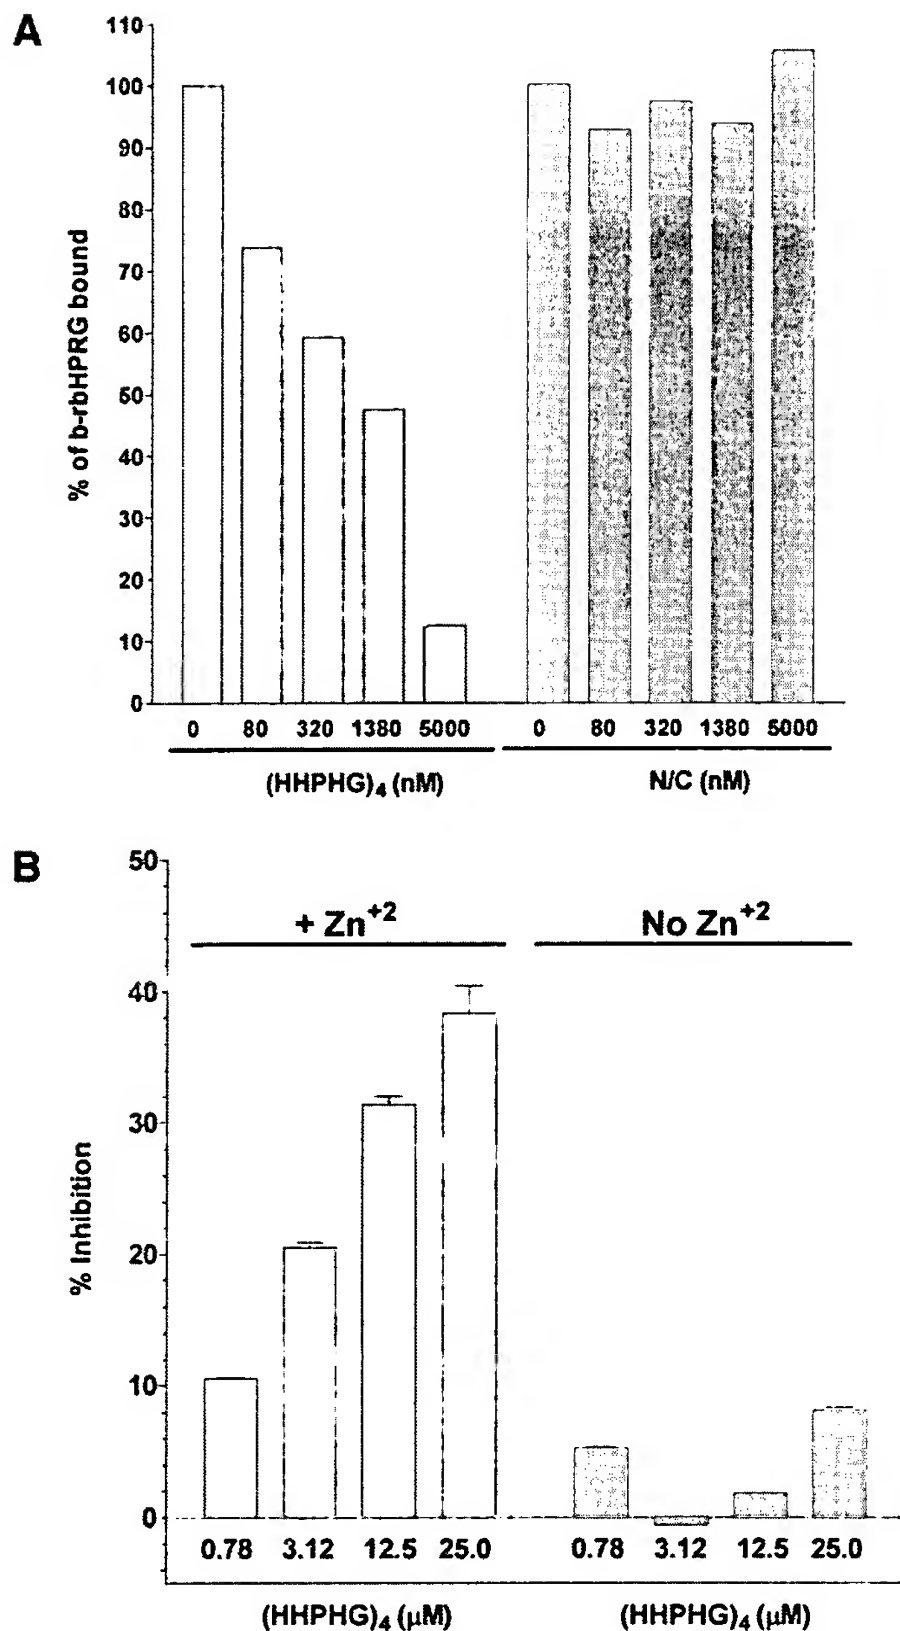 A
110
100
90
80
70
60
50
40
30
20
10
0
% of b-rbHPRG bound
0 80 320 1380 5000 0 80 320 1380 5000
(HHPHG)4 (nM) N/C (nM)
B
50
40
30
20
10
0
% Inhibition
+ Zn+2 No Zn+2
0.78 3.12 12.5 25.0 0.78 3.12 12.5 25.0
(HHPHG)4 (µM) (HHPHG)4 (µM)